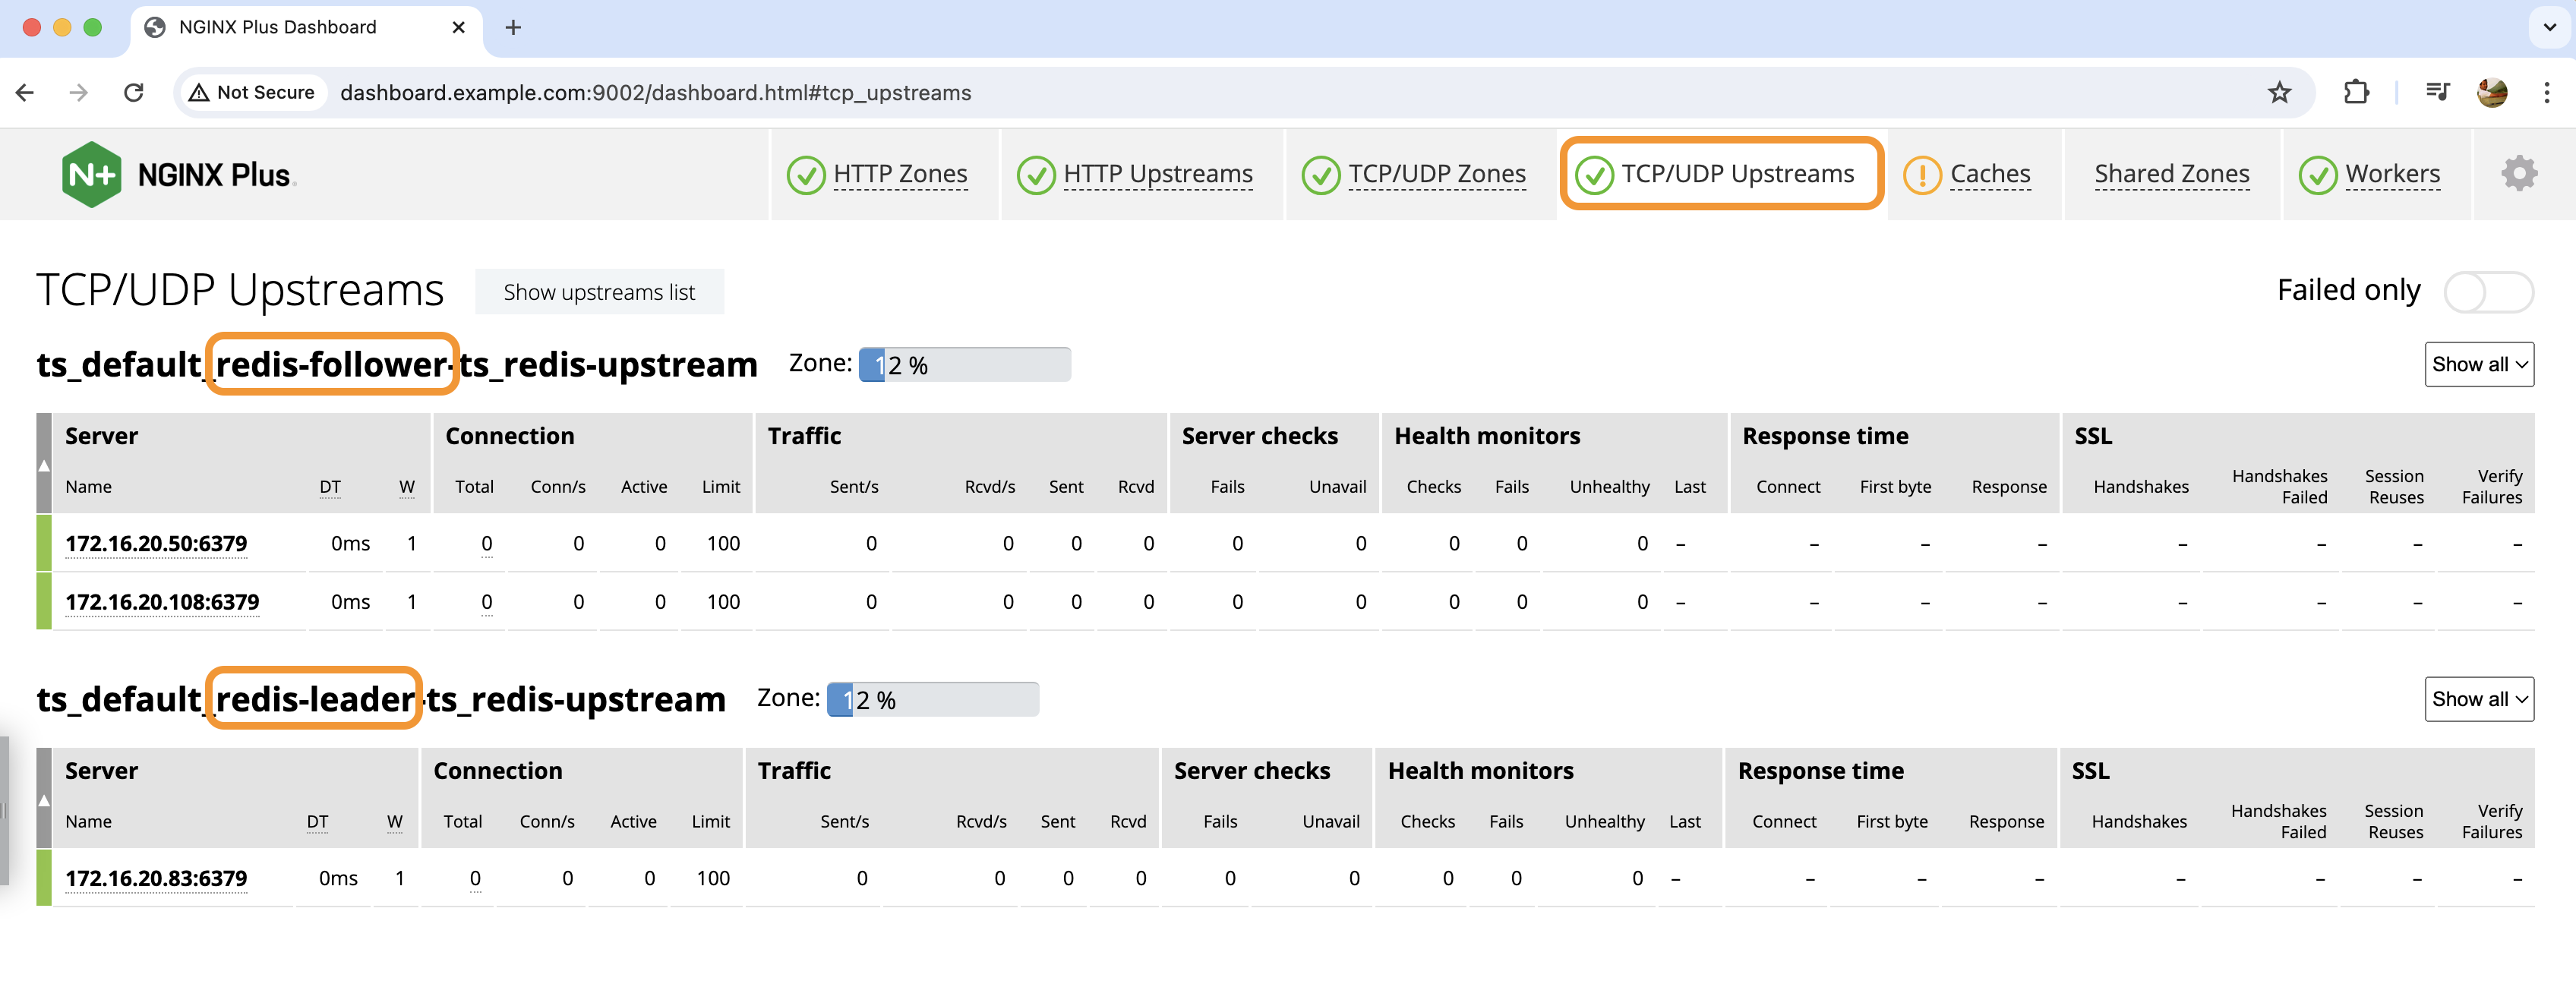 NGINX Plus Dashboard
Not Secure dashboard.example.com:9002/dashboard.html#tcp_upstreams
N+ NGINX Plus HTTP Zones HTTP Upstreams TCP/UDP Zones TCP/UDP Upstreams Caches Shared Zones Workers
TCP/UDP Upstreams Show upstreams list Failed only
ts_default_redis-follower-ts_redis-upstream Zone: 12 % Show all
Server Connection Traffic Server checks Health monitors Response time SSL
Name DT W Total Conn/s Active Limit Sent/s Rcvd/s Sent Rcvd Fails Unavail Checks Fails Unhealthy Last Connect First byte Response Handshakes Handshakes Failed Session Reuses Verify Failures
172.16.20.50:6379 0ms 1 0 0 0 100 0 0 0 0 0 0 0 0 0 – – – – – – – –
172.16.20.108:6379 0ms 1 0 0 0 100 0 0 0 0 0 0 0 0 0 – – – – – – – –
ts_default_redis-leader-ts_redis-upstream Zone: 12 % Show all
Server Connection Traffic Server checks Health monitors Response time SSL
Name DT W Total Conn/s Active Limit Sent/s Rcvd/s Sent Rcvd Fails Unavail Checks Fails Unhealthy Last Connect First byte Response Handshakes Handshakes Failed Session Reuses Verify Failures
172.16.20.83:6379 0ms 1 0 0 0 100 0 0 0 0 0 0 0 0 0 – – – – – – – –